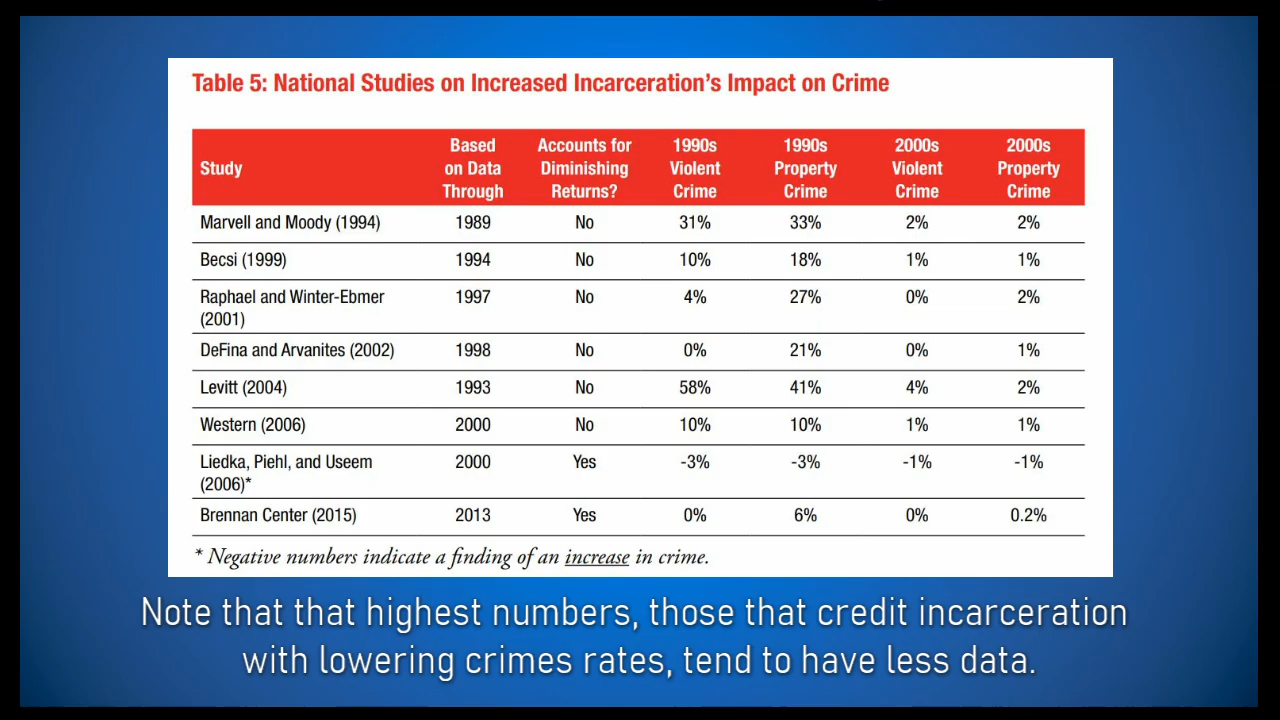 Table 5: National Studies on Increased Incarceration's Impact on Crime
Study Based on Data Through Accounts for Diminishing Returns? 1990s Violent Crime 1990s Property Crime 2000s Violent Crime 2000s Property Crime
Marvell and Moody (1994) 1989 No 31% 33% 2% 2%
Becsi (1999) 1994 No 10% 18% 1% 1%
Raphael and Winter-Ebmer (2001) 1997 No 4% 27% 0% 2%
DeFina and Arvanites (2002) 1998 No 0% 21% 0% 1%
Levitt (2004) 1993 No 58% 41% 4% 2%
Western (2006) 2000 No 10% 10% 1% 1%
Liedka, Piehl, and Useem (2006)* 2000 Yes -3% -3% -1% -1%
Brennan Center (2015) 2013 Yes 0% 6% 0% 0.2%
* Negative numbers indicate a finding of an increase in crime.
Note that that highest numbers, those that credit incarceration
with lowering crimes rates, tend to have less data.